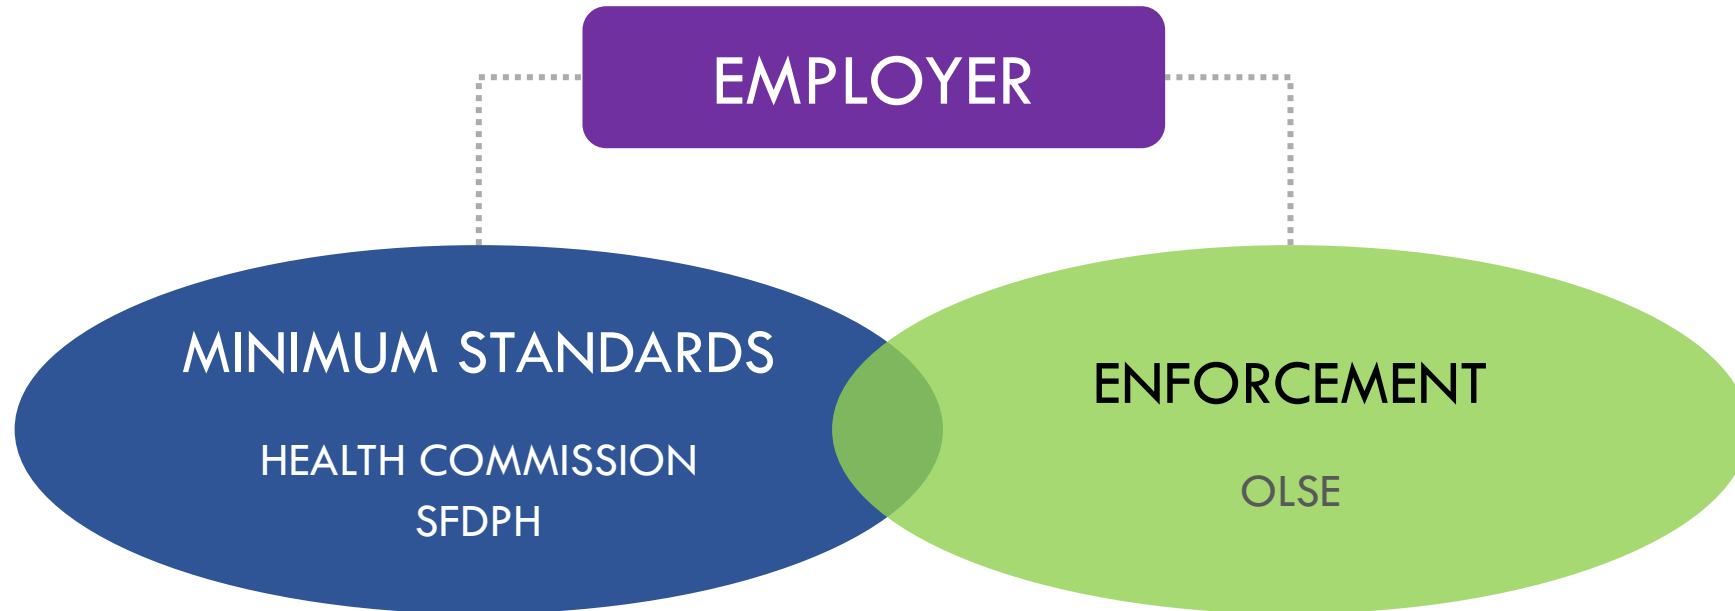 EMPLOYER
MINIMUM STANDARDS
HEALTH COMMISSION
SFDPH
ENFORCEMENT
OLSE